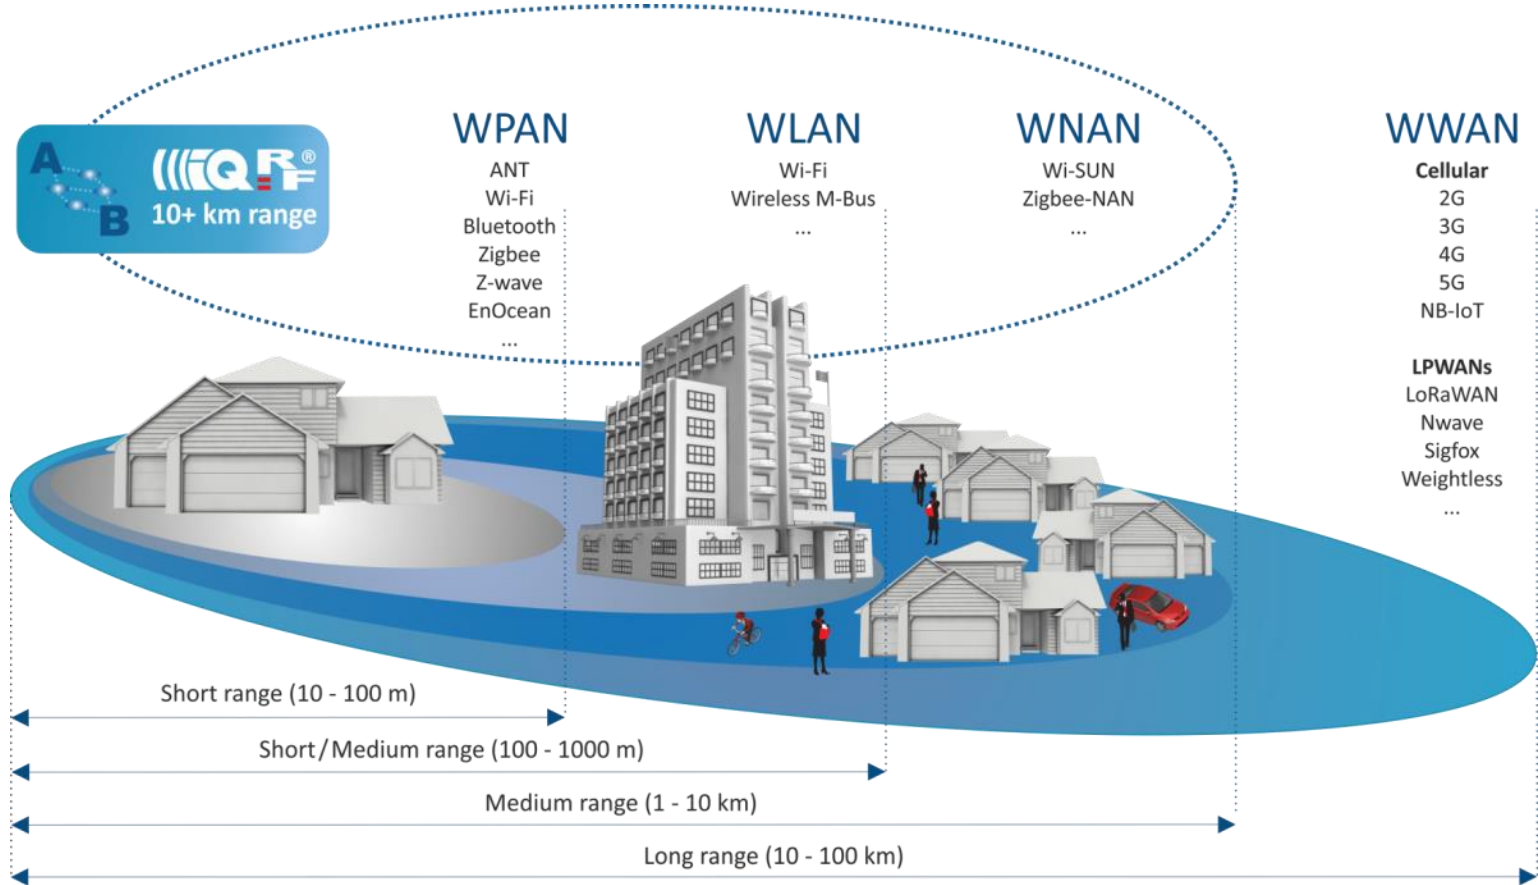 A
B
IQRF®
10+ km range
WPAN
ANT
Wi-Fi
Bluetooth
Zigbee
Z-wave
EnOcean
...
WLAN
Wi-Fi
Wireless M-Bus
...
WNAN
Wi-SUN
Zigbee-NAN
...
WWAN
Cellular
2G
3G
4G
5G
NB-IoT
LPWANs
LoRaWAN
Nwave
Sigfox
Weightless
...
Short range (10 - 100 m)
Short/Medium range (100 - 1000 m)
Medium range (1 - 10 km)
Long range (10 - 100 km)